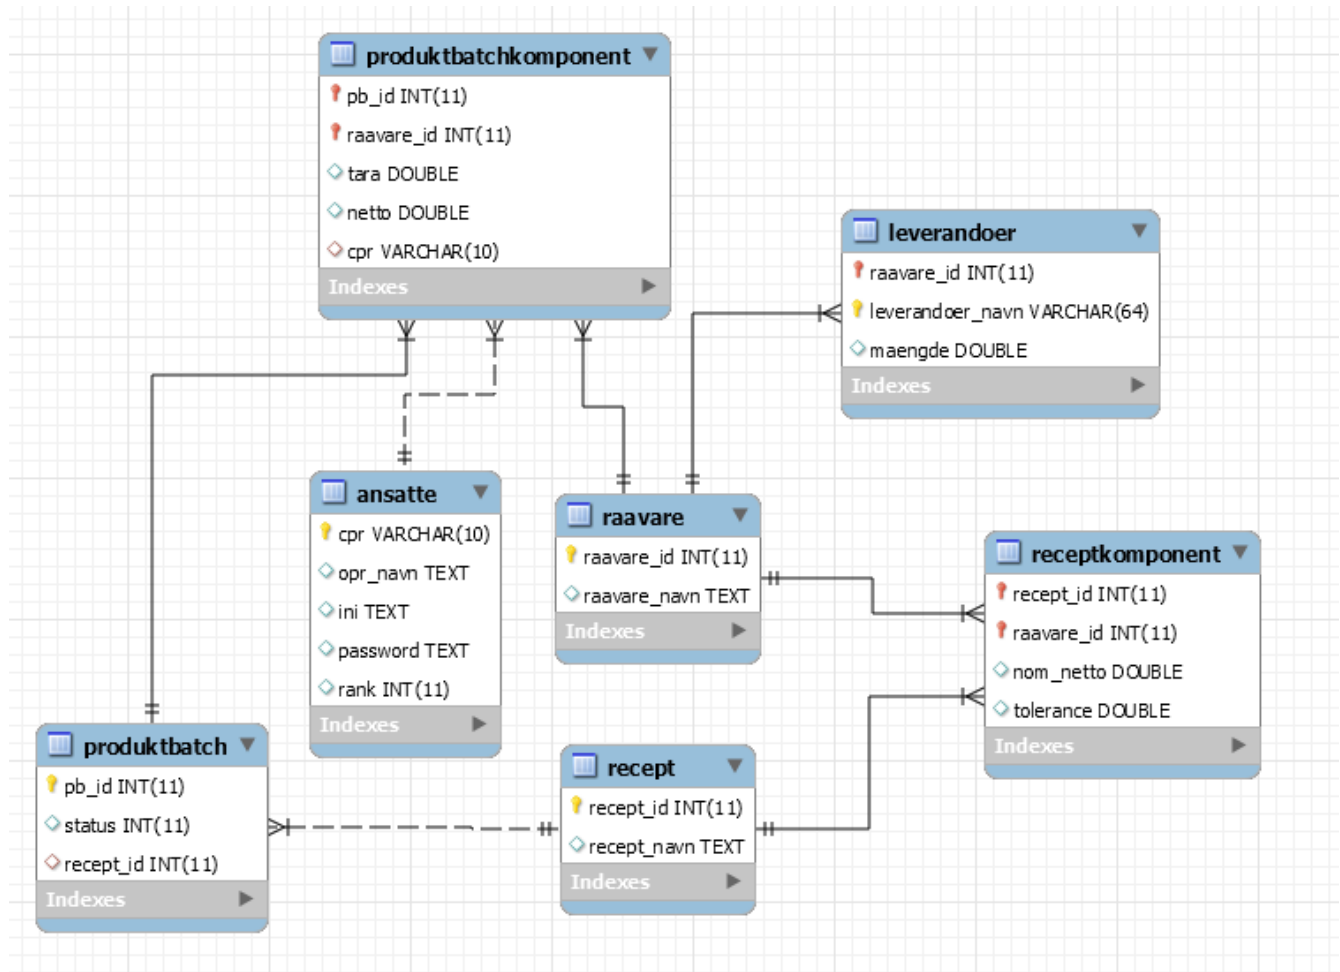 produktbatchkomponent
pb_id INT(11)
raavare_id INT(11)
tara DOUBLE
netto DOUBLE
cpr VARCHAR(10)
Indexes
leverandoer
raavare_id INT(11)
leverandoer_navn VARCHAR(64)
maengde DOUBLE
Indexes
ansatte
cpr VARCHAR(10)
opr_navn TEXT
ini TEXT
password TEXT
rank INT(11)
Indexes
raavare
raavare_id INT(11)
raavare_navn TEXT
Indexes
receptkomponent
recept_id INT(11)
raavare_id INT(11)
nom_netto DOUBLE
tolerance DOUBLE
Indexes
produktbatch
pb_id INT(11)
status INT(11)
recept_id INT(11)
Indexes
recept
recept_id INT(11)
recept_navn TEXT
Indexes